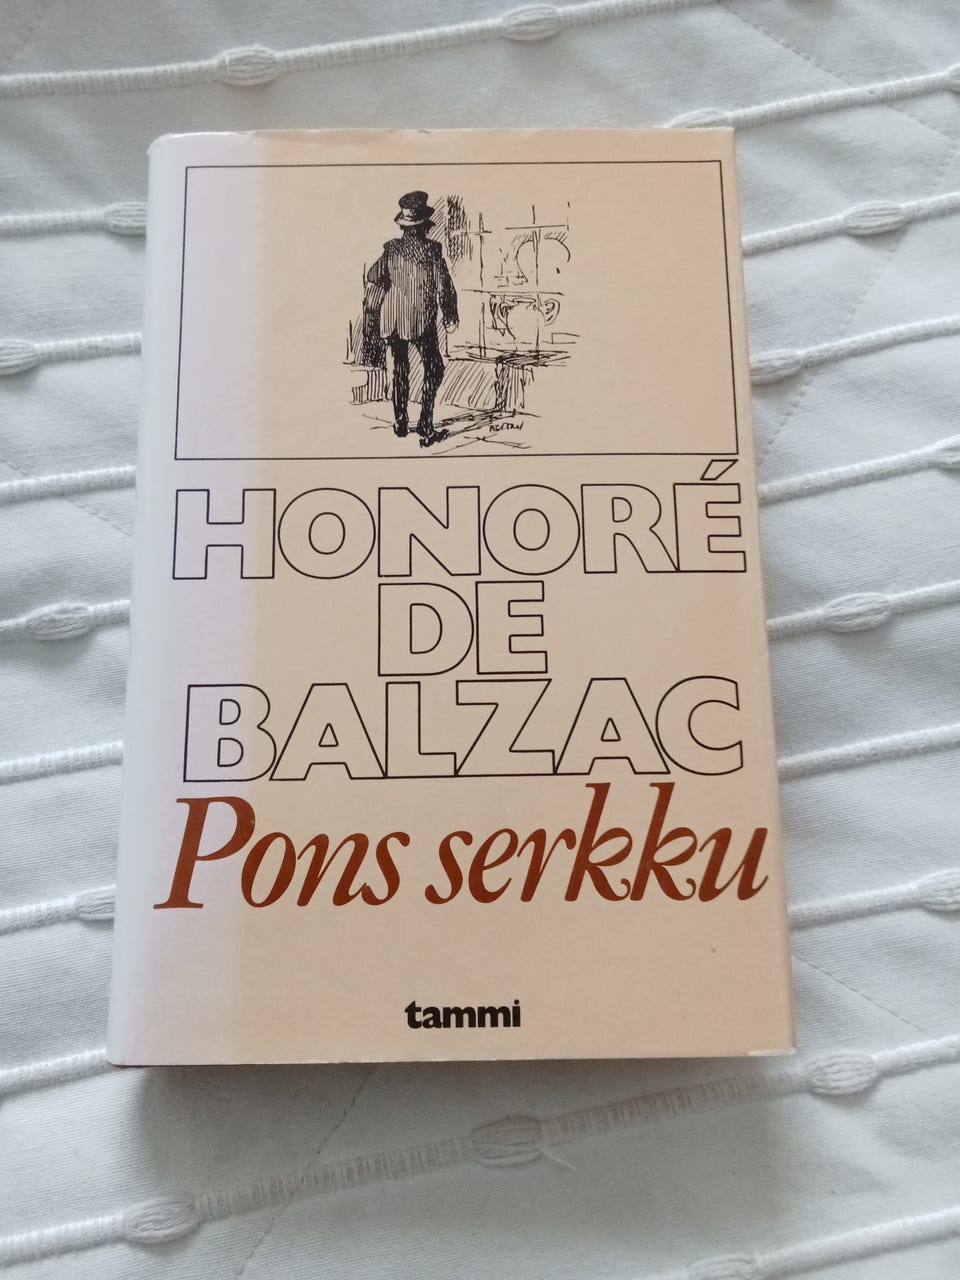 HONORÉ
DE
BALZAC
Pons serkku
tammi